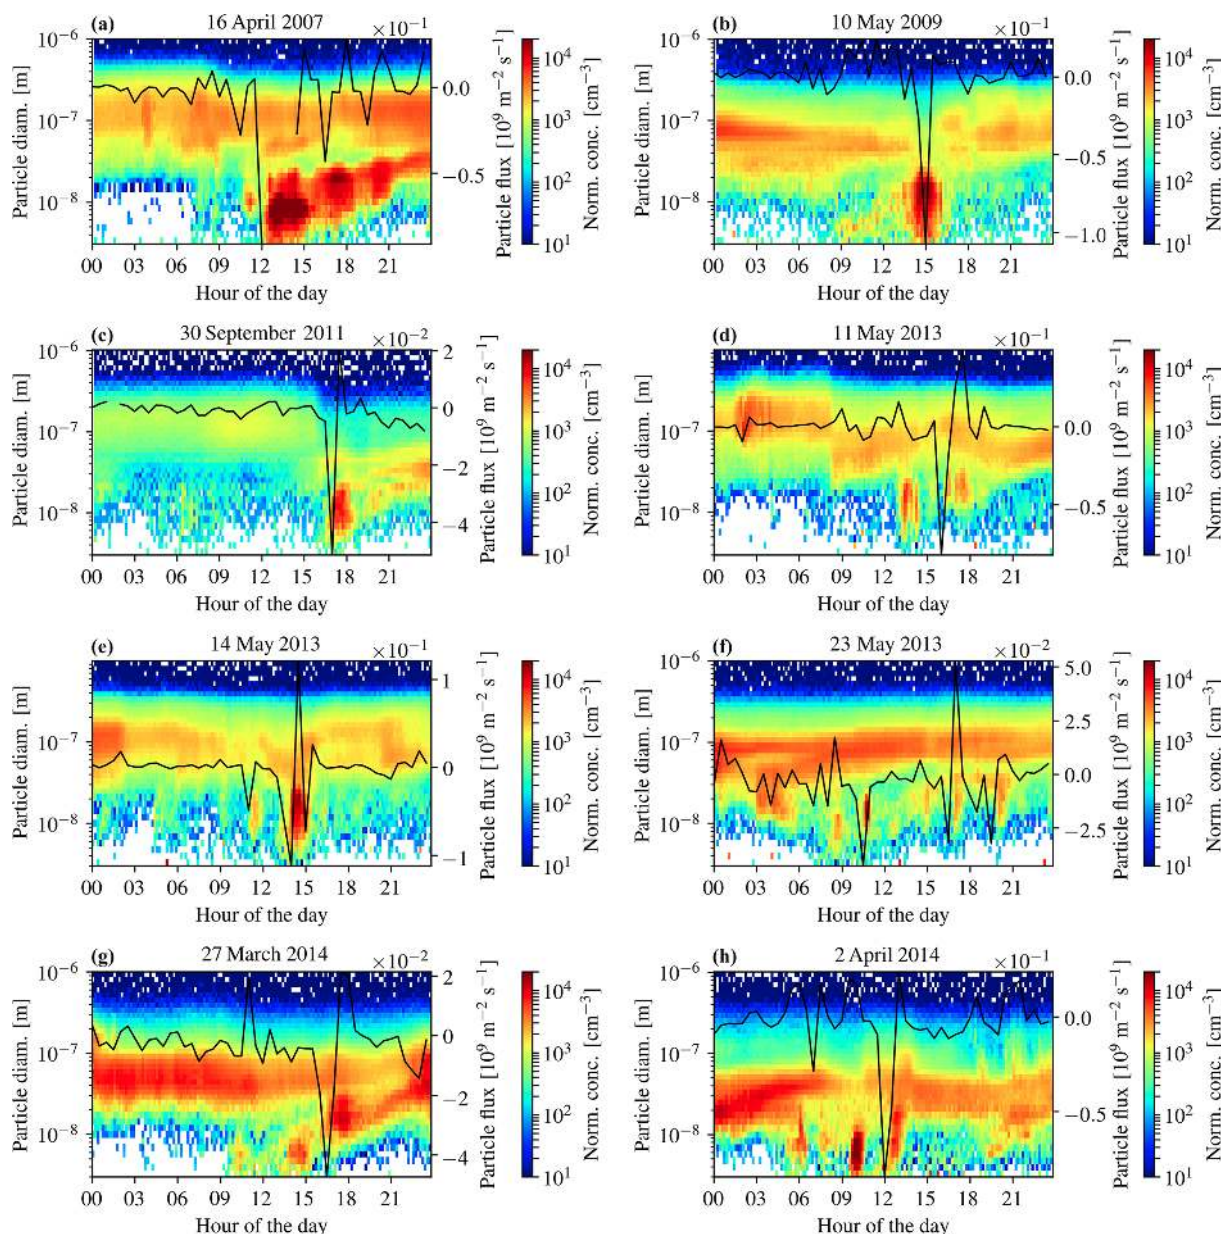 (a) 16 April 2007 ×10⁻¹
10⁻⁶
10⁻⁷
10⁻⁸
Particle diam. [m]
00 03 06 09 12 15 18 21
Hour of the day
0.0
−0.5
Particle flux [10⁹ m⁻² s⁻¹]
10⁴
10³
10²
10¹
Norm. conc. [cm⁻³]
(b) 10 May 2009 ×10⁻¹
10⁻⁶
10⁻⁷
10⁻⁸
Particle diam. [m]
00 03 06 09 12 15 18 21
Hour of the day
0.0
−0.5
−1.0
Particle flux [10⁹ m⁻² s⁻¹]
10⁴
10³
10²
10¹
Norm. conc. [cm⁻³]
(c) 30 September 2011 ×10⁻²
10⁻⁶
10⁻⁷
10⁻⁸
Particle diam. [m]
00 03 06 09 12 15 18 21
Hour of the day
2
0
−2
−4
Particle flux [10⁹ m⁻² s⁻¹]
10⁴
10³
10²
10¹
Norm. conc. [cm⁻³]
(d) 11 May 2013 ×10⁻¹
10⁻⁶
10⁻⁷
10⁻⁸
Particle diam. [m]
00 03 06 09 12 15 18 21
Hour of the day
0.0
−0.5
Particle flux [10⁹ m⁻² s⁻¹]
10⁴
10³
10²
10¹
Norm. conc. [cm⁻³]
(e) 14 May 2013 ×10⁻¹
10⁻⁶
10⁻⁷
10⁻⁸
Particle diam. [m]
00 03 06 09 12 15 18 21
Hour of the day
1
0
−1
Particle flux [10⁹ m⁻² s⁻¹]
10⁴
10³
10²
10¹
Norm. conc. [cm⁻³]
(f) 23 May 2013 ×10⁻²
10⁻⁶
10⁻⁷
10⁻⁸
Particle diam. [m]
00 03 06 09 12 15 18 21
Hour of the day
5.0
2.5
0.0
−2.5
Particle flux [10⁹ m⁻² s⁻¹]
10⁴
10³
10²
10¹
Norm. conc. [cm⁻³]
(g) 27 March 2014 ×10⁻²
10⁻⁶
10⁻⁷
10⁻⁸
Particle diam. [m]
00 03 06 09 12 15 18 21
Hour of the day
2
0
−2
−4
Particle flux [10⁹ m⁻² s⁻¹]
10⁴
10³
10²
10¹
Norm. conc. [cm⁻³]
(h) 2 April 2014 ×10⁻¹
10⁻⁶
10⁻⁷
10⁻⁸
Particle diam. [m]
00 03 06 09 12 15 18 21
Hour of the day
0.0
−0.5
Particle flux [10⁹ m⁻² s⁻¹]
10⁴
10³
10²
10¹
Norm. conc. [cm⁻³]